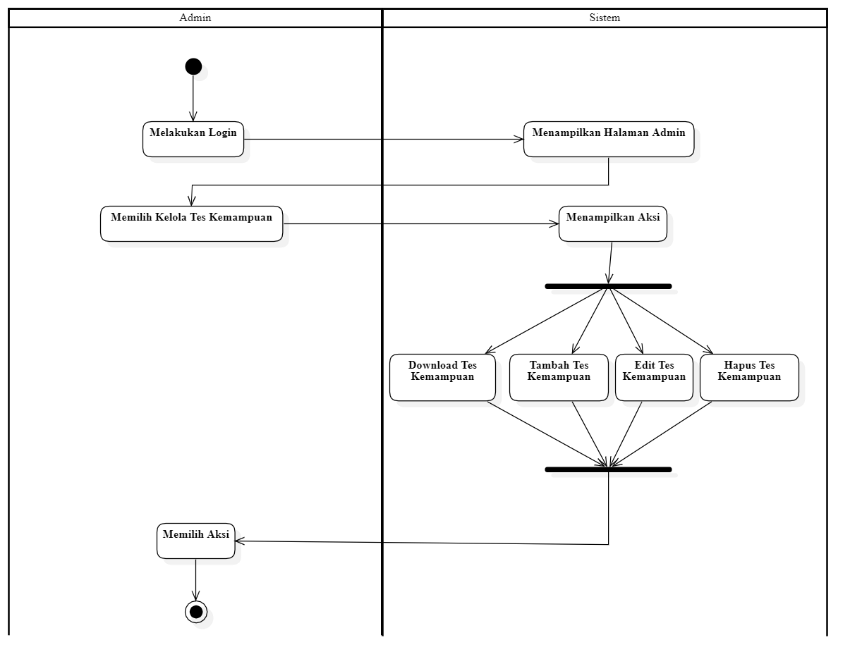 Admin
Sistem
Melakukan Login
Menampilkan Halaman Admin
Memilih Kelola Tes Kemampuan
Menampilkan Aksi
Download Tes
Kemampuan
Tambah Tes
Kemampuan
Edit Tes
Kemampuan
Hapus Tes
Kemampuan
Memilih Aksi